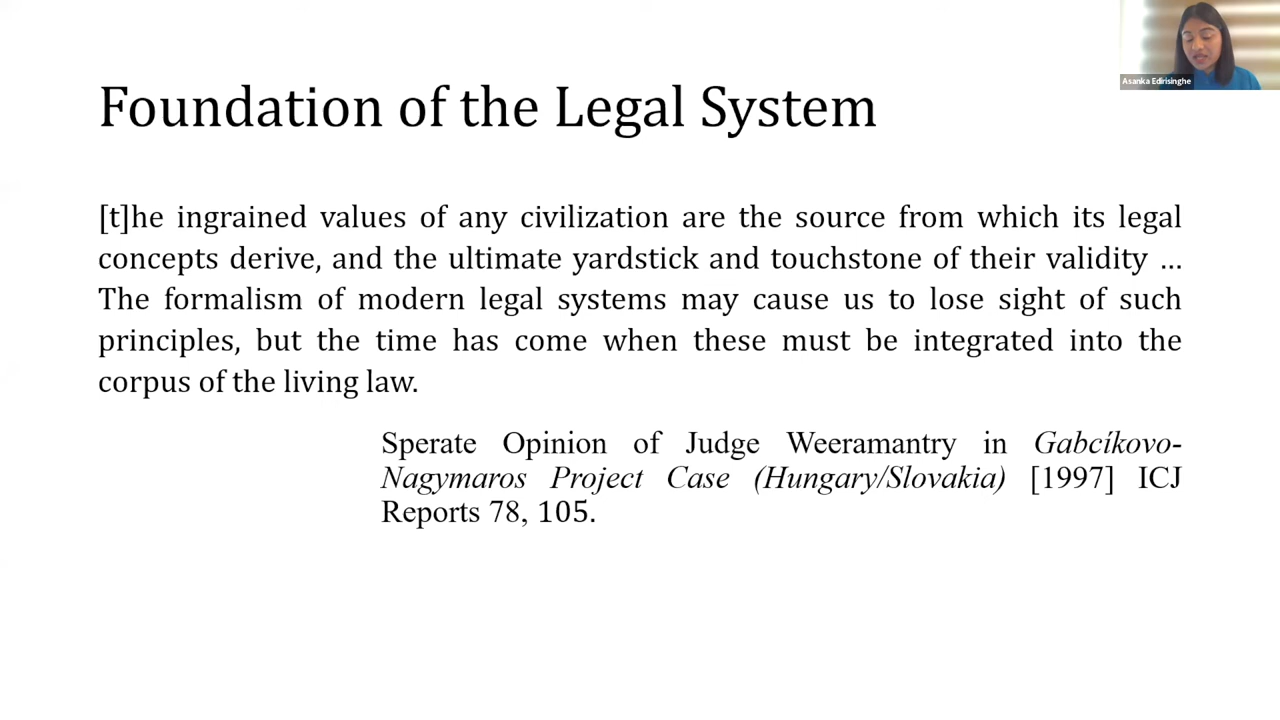 Asanka Edirisinghe
Foundation of the Legal System
[t]he ingrained values of any civilization are the source from which its legal
concepts derive, and the ultimate yardstick and touchstone of their validity ...
The formalism of modern legal systems may cause us to lose sight of such
principles, but the time has come when these must be integrated into the
corpus of the living law.
Sperate Opinion of Judge Weeramantry in Gabcíkovo-
Nagymaros Project Case (Hungary/Slovakia) [1997] ICJ
Reports 78, 105.